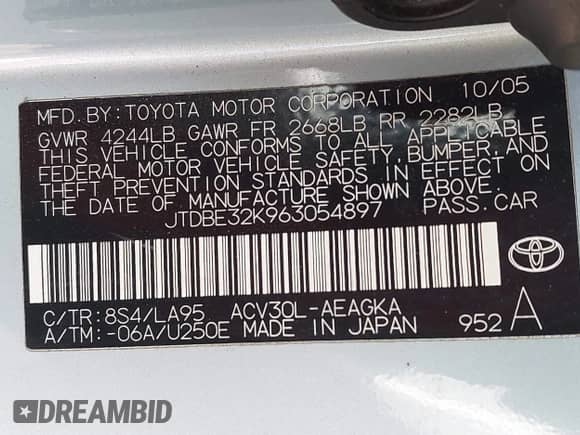 MFD.BY:TOYOTA MOTOR CORPORATION 10/05
GVWR 4244LB GAWR FR 2668LB RR 2282LB
THIS VEHICLE CONFORMS TO ALL APPLICABLE
FEDERAL MOTOR VEHICLE SAFETY, BUMPER, AND
THEFT PREVENTION STANDARDS IN EFFECT ON
THE DATE OF MANUFACTURE SHOWN ABOVE.
JTDBE32K963054897 PASS.CAR
C/TR:8S4/LA95 ACV30L-AEAGKA
A/TM:-06A/U250E MADE IN JAPAN 952 A
TOYOTA
DREAMBID